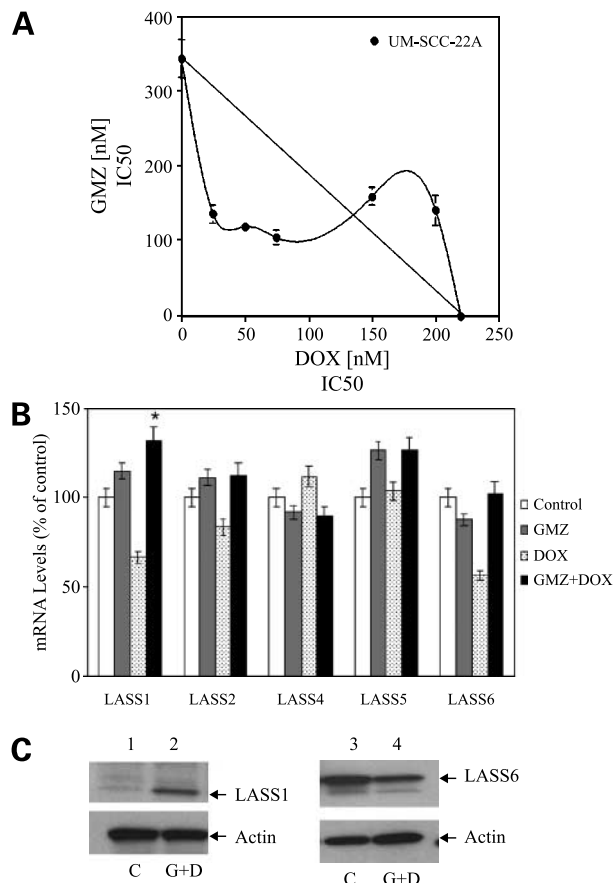 A
UM-SCC-22A
GMZ [nM]
IC50
400
300
200
100
0
0 50 100 150 200 250
DOX [nM]
IC50
B
mRNA Levels (% of control)
150
100
50
0
*
Control
GMZ
DOX
GMZ+DOX
LASS1 LASS2 LASS4 LASS5 LASS6
C
1 2 3 4
LASS1 LASS6
Actin Actin
C G+D C G+D